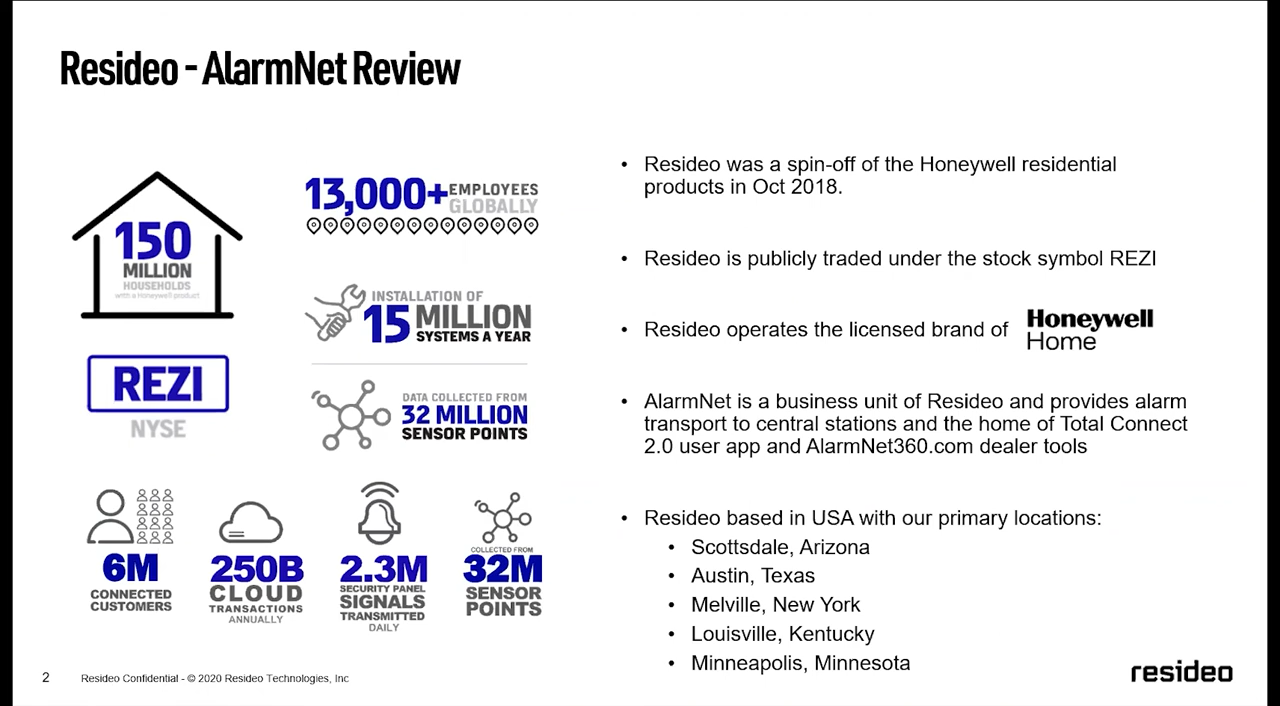 Resideo - AlarmNet Review
150
MILLION
HOUSEHOLDS
with a Honeywell product
REZI
NYSE
13,000+ EMPLOYEES
GLOBALLY
INSTALLATION OF
15 MILLION
SYSTEMS A YEAR
DATA COLLECTED FROM
32 MILLION
SENSOR POINTS
6M
CONNECTED
CUSTOMERS
250B
CLOUD
TRANSACTIONS
ANNUALLY
2.3M
SECURITY PANEL
SIGNALS
TRANSMITTED
DAILY
COLLECTED FROM
32M
SENSOR
POINTS
• Resideo was a spin-off of the Honeywell residential
products in Oct 2018.
• Resideo is publicly traded under the stock symbol REZI
• Resideo operates the licensed brand of Honeywell
Home
• AlarmNet is a business unit of Resideo and provides alarm
transport to central stations and the home of Total Connect
2.0 user app and AlarmNet360.com dealer tools
• Resideo based in USA with our primary locations:
• Scottsdale, Arizona
• Austin, Texas
• Melville, New York
• Louisville, Kentucky
• Minneapolis, Minnesota
2 Resideo Confidential - © 2020 Resideo Technologies, Inc
resideo